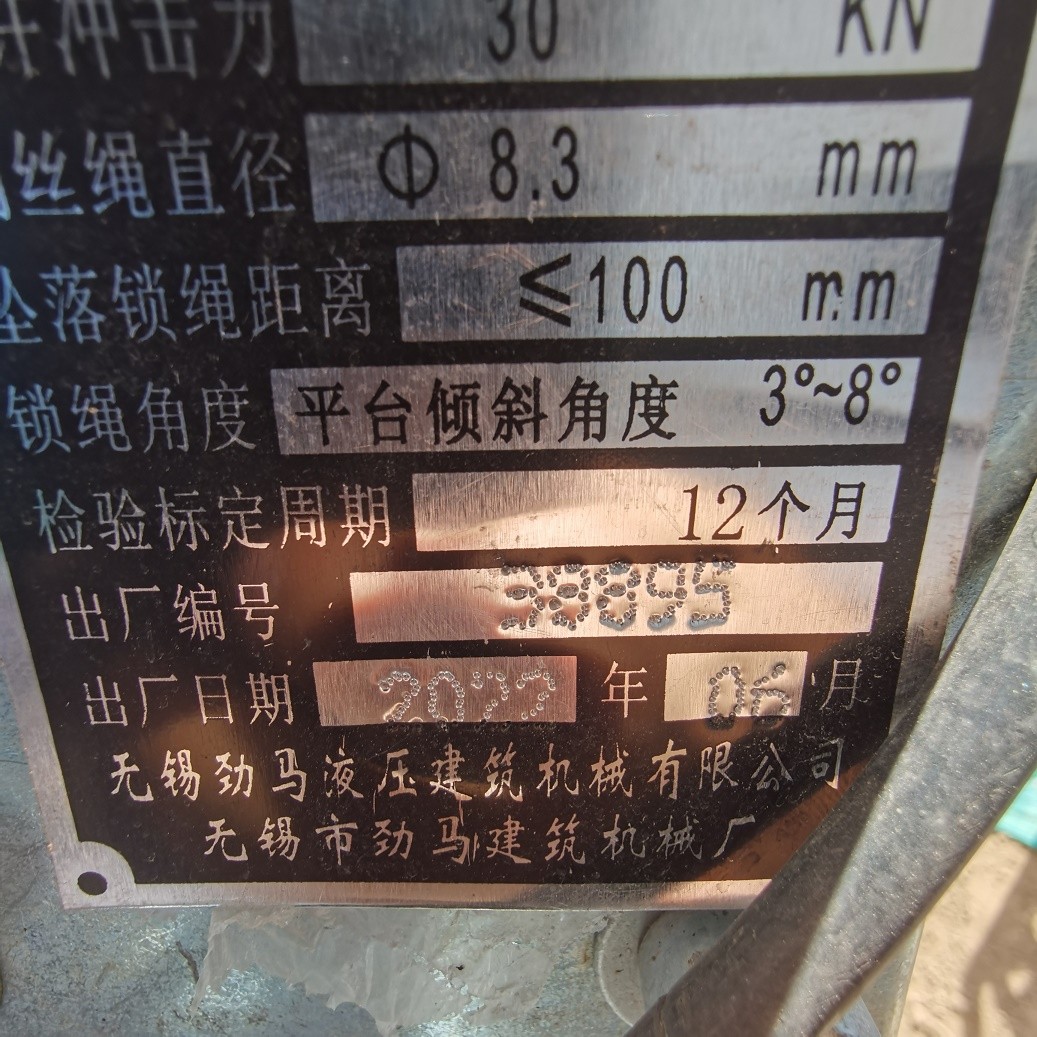 冲击力 30 KN
丝绳直径 Φ 8.3 mm
坠落锁绳距离 ≤100 mm
锁绳角度 平台倾斜角度 3°~8°
检验标定周期 12个月
出厂编号 38895
出厂日期 2022 年 06 月
无锡劲马液压建筑机械有限公司
无锡市劲马建筑机械厂